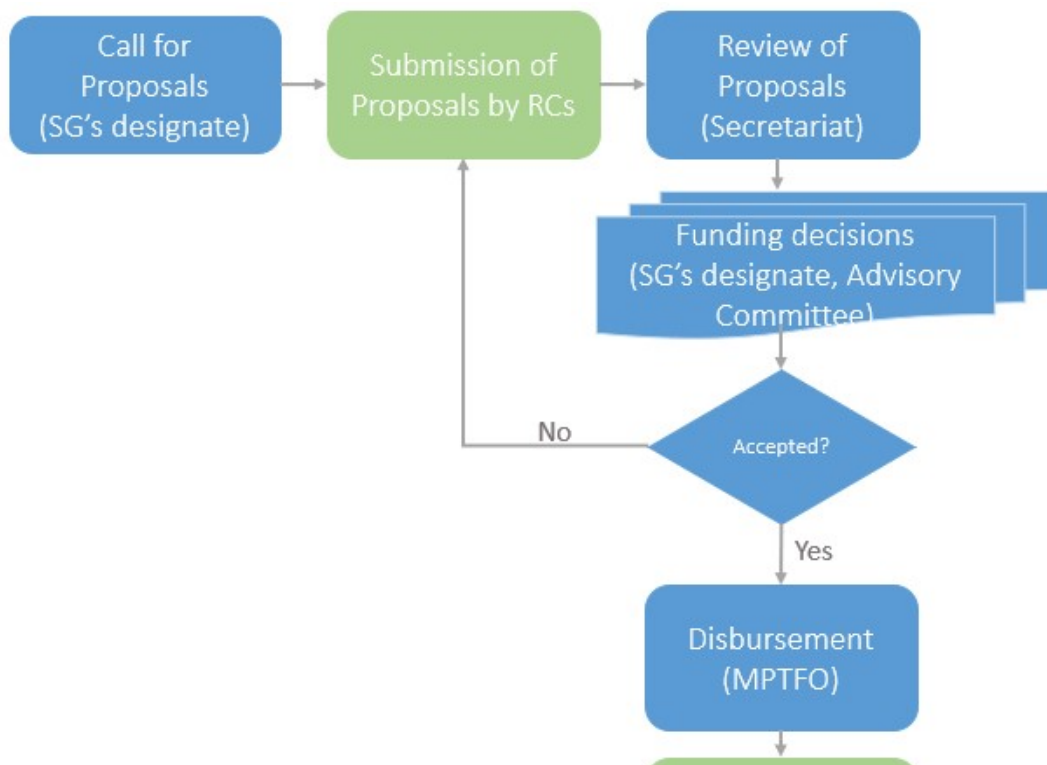 Call for
Proposals
(SG's designate)
Submission of
Proposals by RCs
Review of
Proposals
(Secretariat)
Funding decisions
(SG's designate, Advisory
Committee)
Accepted?
No
Yes
Disbursement
(MPTFO)